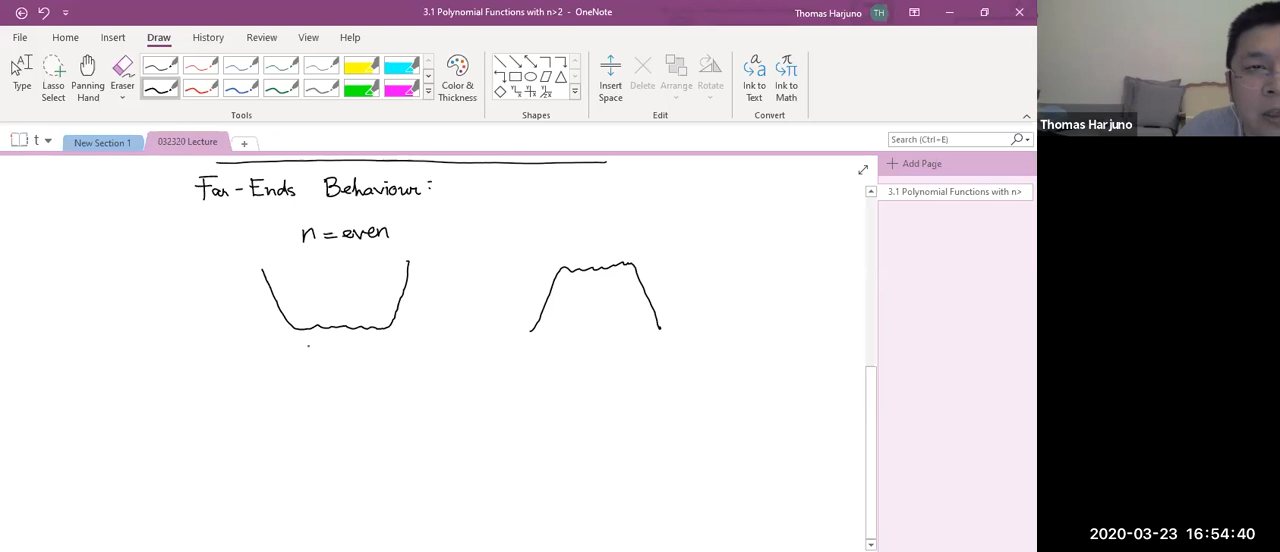 3.1 Polynomial Functions with n>2 - OneNote
Thomas Harjuno TH
File Home Insert Draw History Review View Help
Type Lasso Select Panning Hand Eraser Color & Thickness Insert Space Delete Arrange Rotate Ink to Text Ink to Math
Tools Shapes Edit Convert
t New Section 1 032320 Lecture + Search (Ctrl+E)
Add Page
3.1 Polynomial Functions with n>
Far-Ends Behaviour:
n = even
Thomas Harjuno
2020-03-23 16:54:40